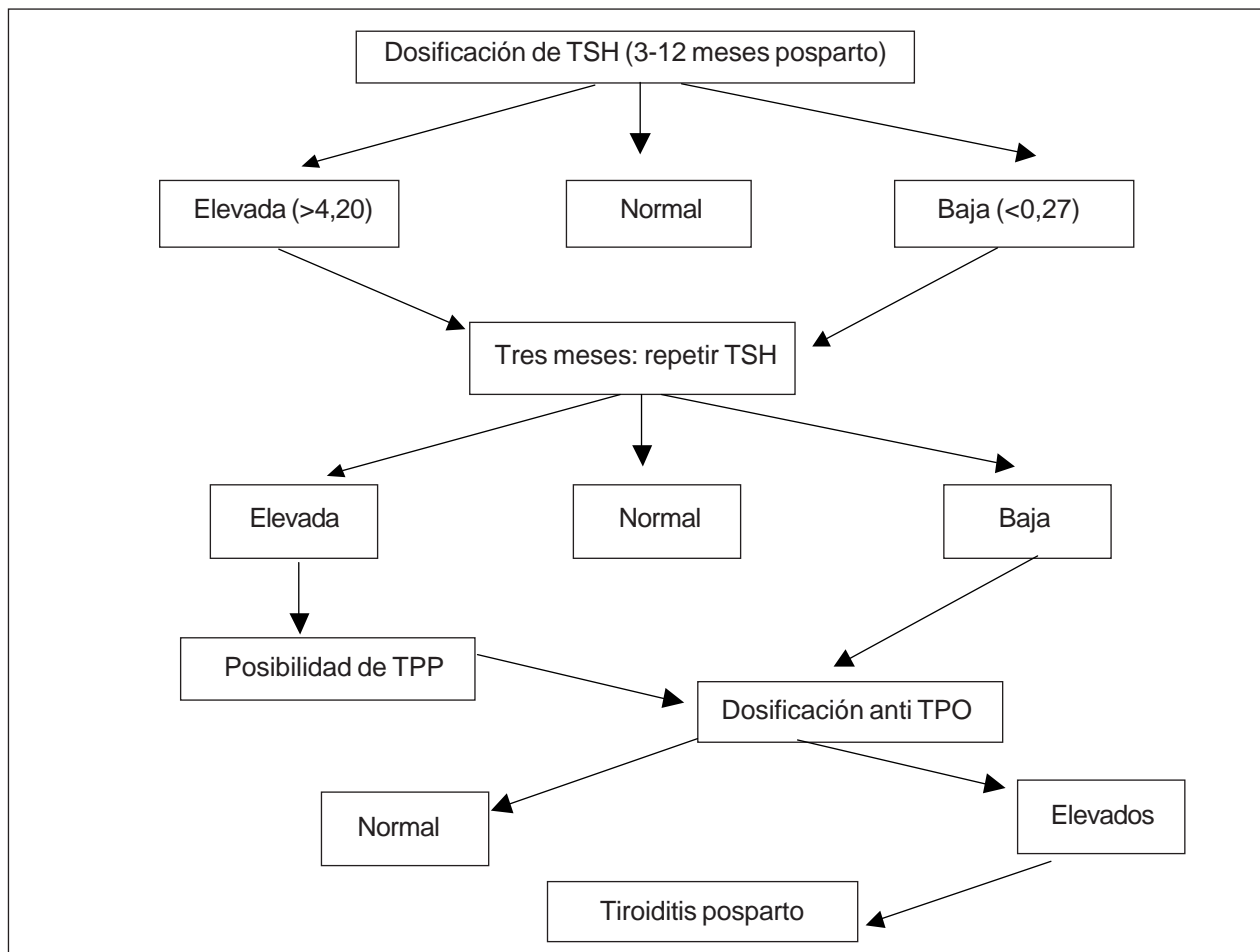 Dosificación de TSH (3-12 meses posparto)
Elevada (>4,20)
Normal
Baja (<0,27)
Tres meses: repetir TSH
Elevada
Normal
Baja
Posibilidad de TPP
Dosificación anti TPO
Normal
Elevados
Tiroiditis posparto